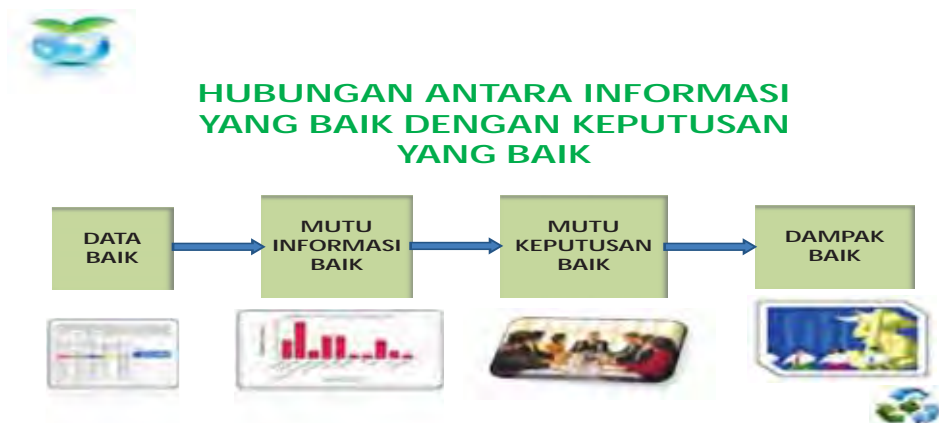 HUBUNGAN ANTARA INFORMASI
YANG BAIK DENGAN KEPUTUSAN
YANG BAIK
DATA
BAIK
MUTU
INFORMASI
BAIK
MUTU
KEPUTUSAN
BAIK
DAMPAK
BAIK